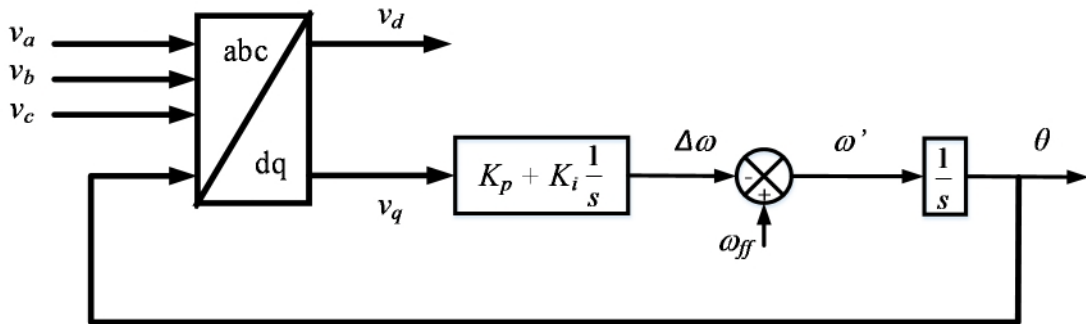 v_a
v_b
v_c
abc
dq
v_d
v_q
K_p + K_i 1/s
Δω
-
+
ω_ff
ω’
1/s
θ